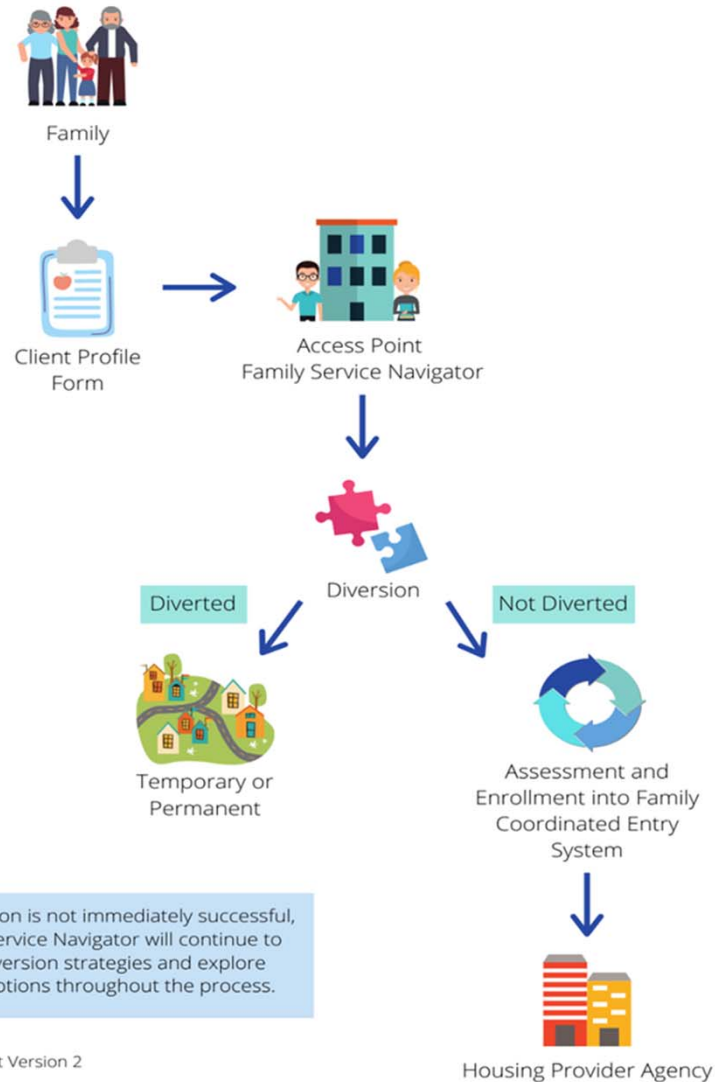 Family
Client Profile
Form
Access Point
Family Service Navigator
Diversion
Diverted
Not Diverted
Temporary or
Permanent
Assessment and
Enrollment into Family
Coordinated Entry
System
on is not immediately successful,
ervice Navigator will continue to
version strategies and explore
ptions throughout the process.
t Version 2
Housing Provider Agency